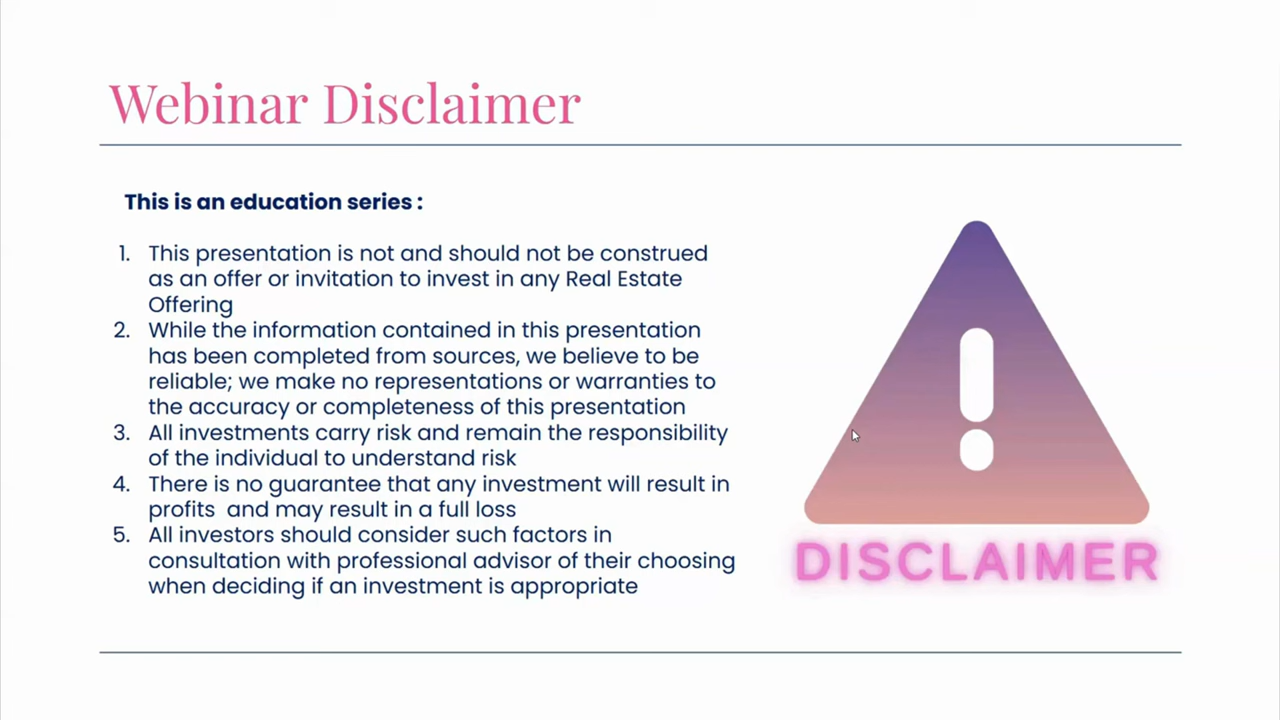 Webinar Disclaimer
This is an education series :
1. This presentation is not and should not be construed
as an offer or invitation to invest in any Real Estate
Offering
2. While the information contained in this presentation
has been completed from sources, we believe to be
reliable; we make no representations or warranties to
the accuracy or completeness of this presentation
3. All investments carry risk and remain the responsibility
of the individual to understand risk
4. There is no guarantee that any investment will result in
profits  and may result in a full loss
5. All investors should consider such factors in
consultation with professional advisor of their choosing
when deciding if an investment is appropriate
DISCLAIMER